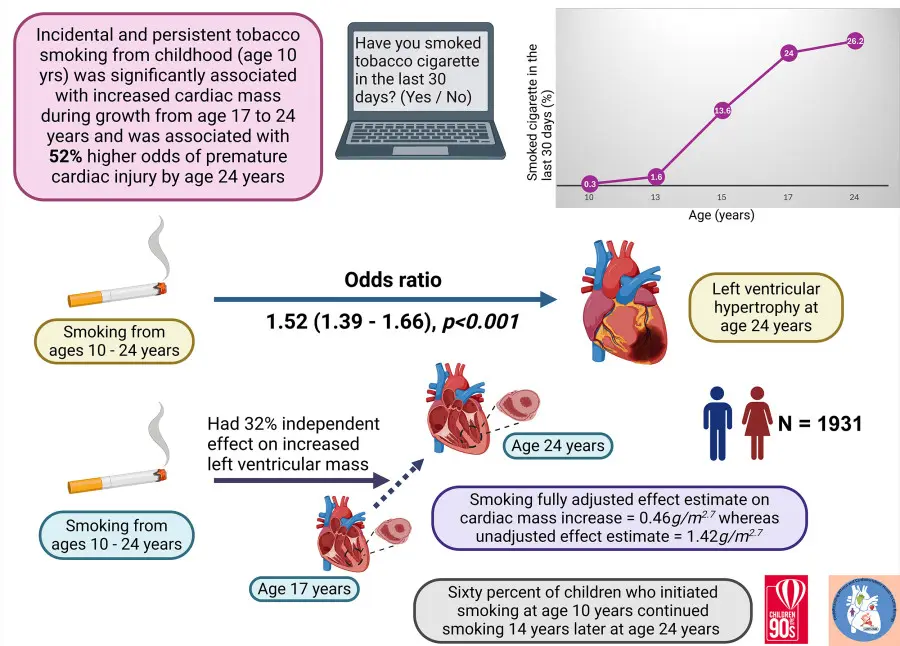 Incidental and persistent tobacco
smoking from childhood (age 10
yrs) was significantly associated
with increased cardiac mass
during growth from age 17 to 24
years and was associated with
52% higher odds of premature
cardiac injury by age 24 years
Have you smoked
tobacco cigarette
in the last 30
days? (Yes / No)
Smoked cigarette in the
last 30 days (%)
0.3
1.6
13.6
24
26.2
10 13 15 17 24
Age (years)
Smoking from
ages 10 - 24 years
Odds ratio
1.52 (1.39 - 1.66), p<0.001
Left ventricular
hypertrophy at
age 24 years
Smoking from
ages 10 - 24 years
Had 32% independent
effect on increased
left ventricular mass
Age 17 years
Age 24 years
N = 1931
Smoking fully adjusted effect estimate on
cardiac mass increase = 0.46g/m2.7 whereas
unadjusted effect estimate = 1.42g/m2.7
Sixty percent of children who initiated
smoking at age 10 years continued
smoking 14 years later at age 24 years
CHILDREN
OF THE
90s